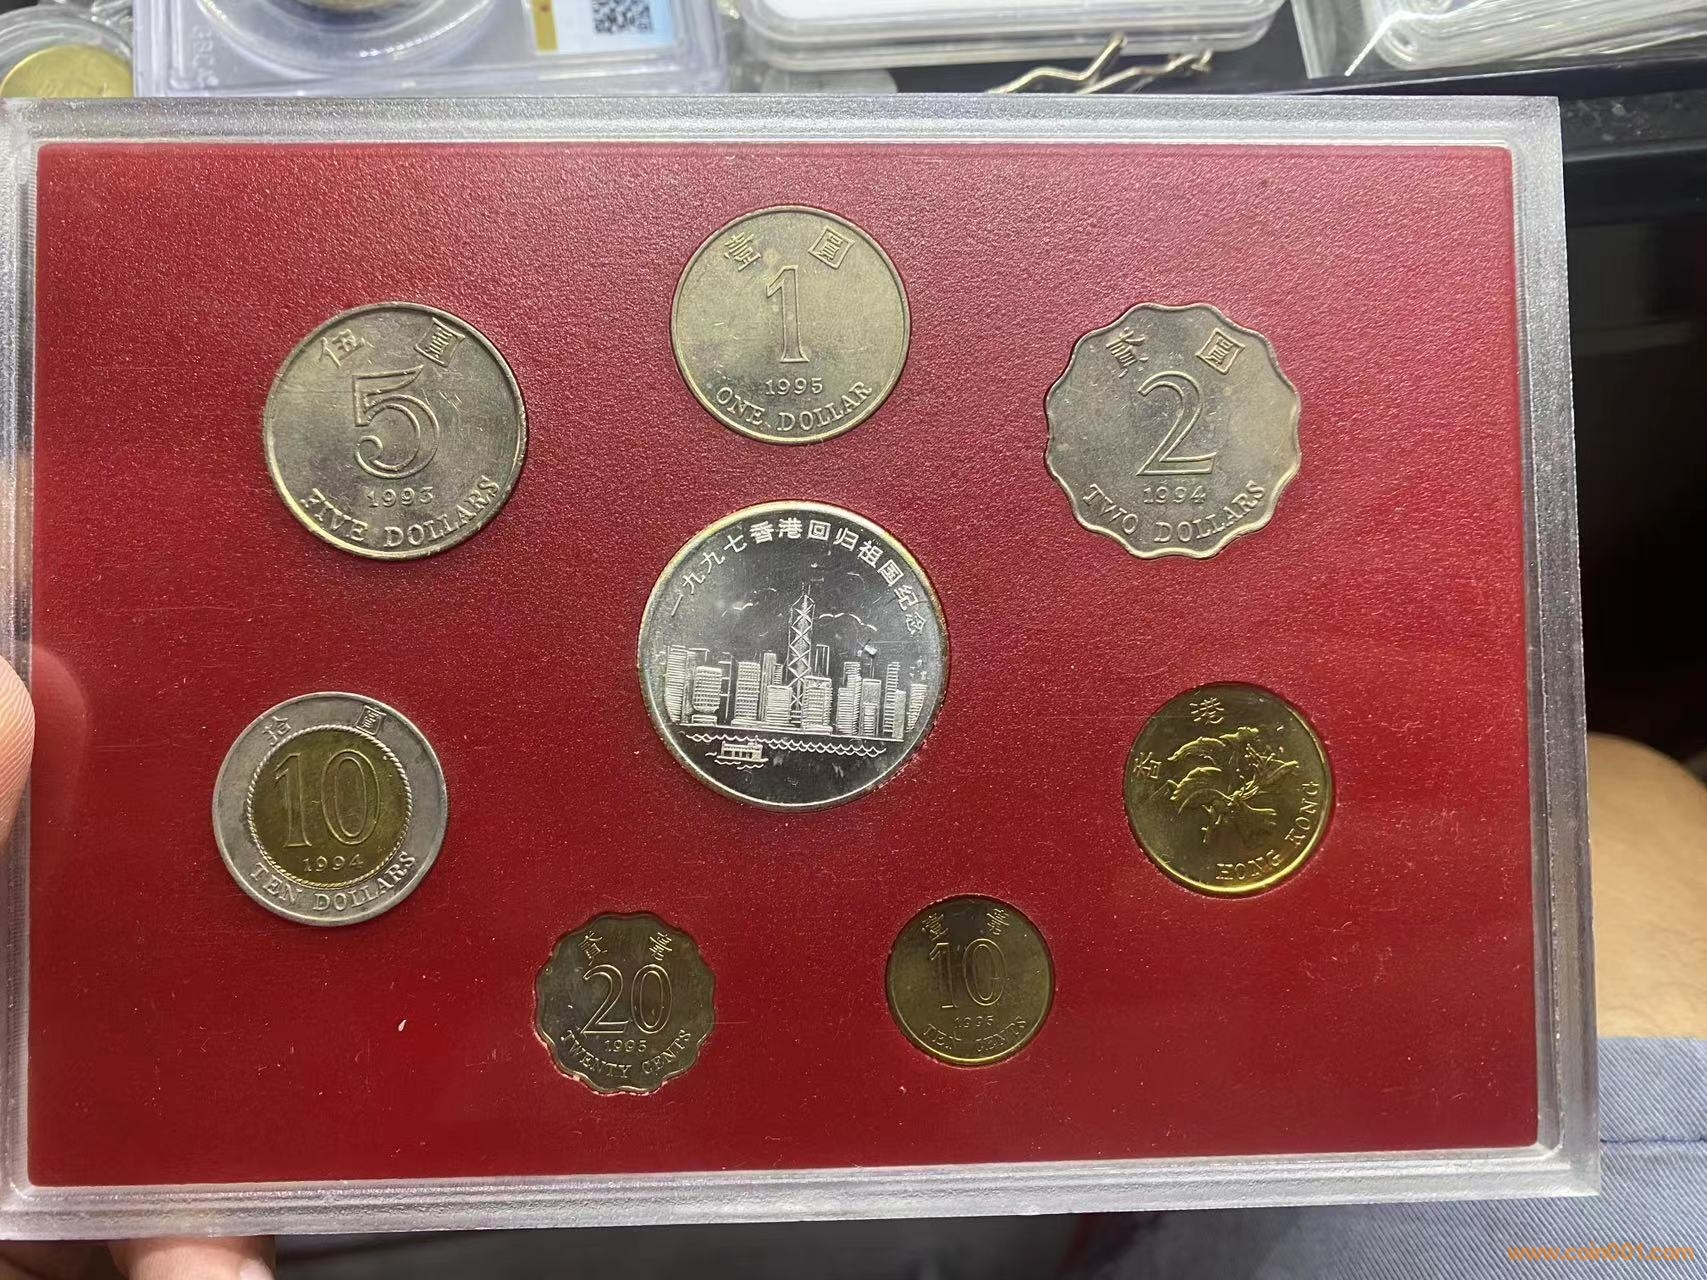 壹 圓
1
1995
ONE DOLLAR
伍 圓
5
1993
FIVE DOLLARS
貳 圓
2
1994
TWO DOLLARS
一九九七香港回归祖国纪念
拾 圓
10
1994
TEN DOLLARS
香 港
HONG KONG
貳 毫
20
1995
TWENTY CENTS
壹 毫
10
1995
TEN CENTS
www.coin001.com